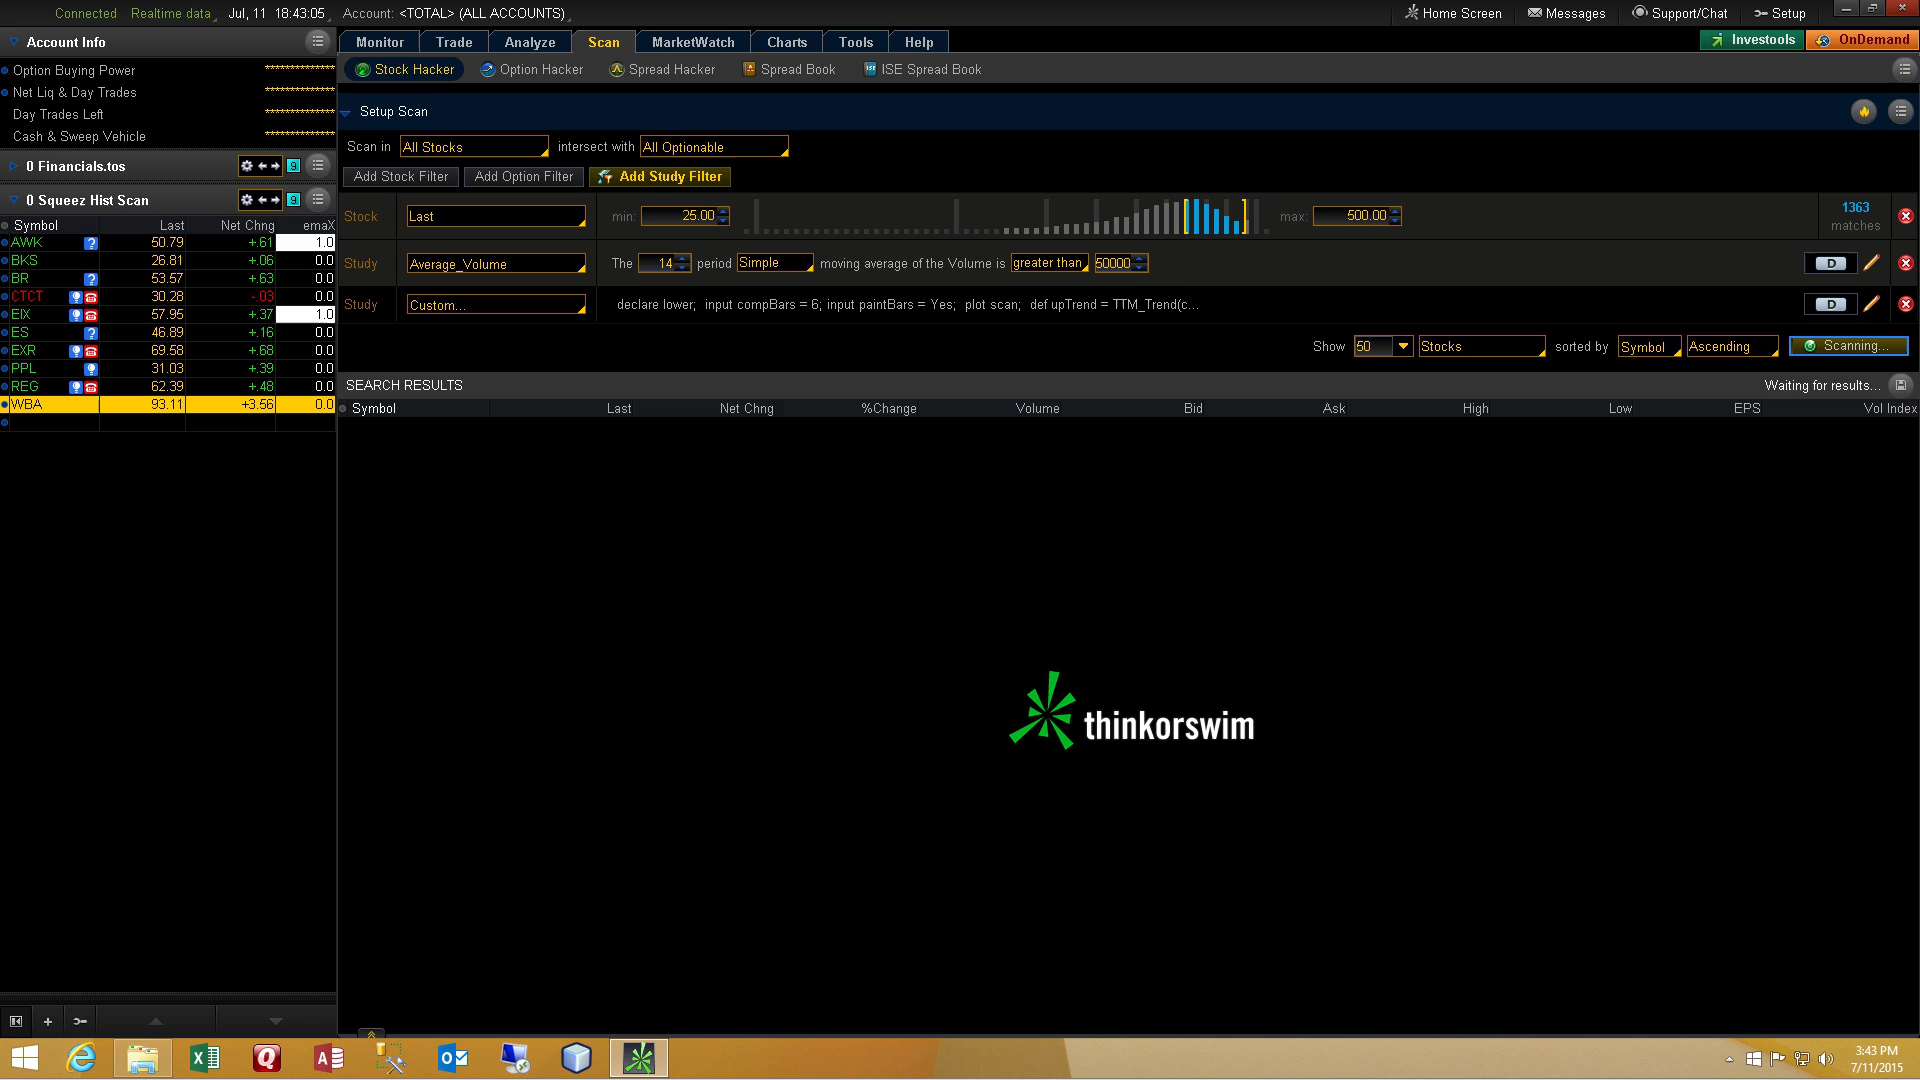 Connected Realtime data Jul, 11 18:43:05 Account: <TOTAL> (ALL ACCOUNTS) Home Screen Messages Support/Chat Setup
Account Info
Option Buying Power ***************
Net Liq & Day Trades ***************
Day Trades Left ***************
Cash & Sweep Vehicle ***************
0 Financials.tos 9
0 Squeez Hist Scan 9
Symbol Last Net Chng emaX
AWK ? 50.79 +.61 1.0
BKS 26.81 +.06 0.0
BR ? 53.57 +.63 0.0
CTCT 30.28 -.03 0.0
EIX 57.95 +.37 1.0
ES ? 46.89 +.16 0.0
EXR 69.58 +.68 0.0
PPL 31.03 +.39 0.0
REG 62.39 +.48 0.0
WBA 93.11 +3.56 0.0
Monitor Trade Analyze Scan MarketWatch Charts Tools Help Investools OnDemand
Stock Hacker Option Hacker Spread Hacker Spread Book ISE Spread Book
Setup Scan
Scan in All Stocks intersect with All Optionable
Add Stock Filter Add Option Filter Add Study Filter
Stock Last min: 25.00 max: 500.00 1363 matches
Study Average_Volume The 14 period Simple moving average of the Volume is greater than 50000 D
Study Custom... declare lower; input compBars = 6; input paintBars = Yes; plot scan; def upTrend = TTM_Trend(c... D
Show 50 Stocks sorted by Symbol Ascending Scanning...
SEARCH RESULTS Waiting for results...
Symbol Last Net Chng %Change Volume Bid Ask High Low EPS Vol Index
thinkorswim
3:43 PM
7/11/2015